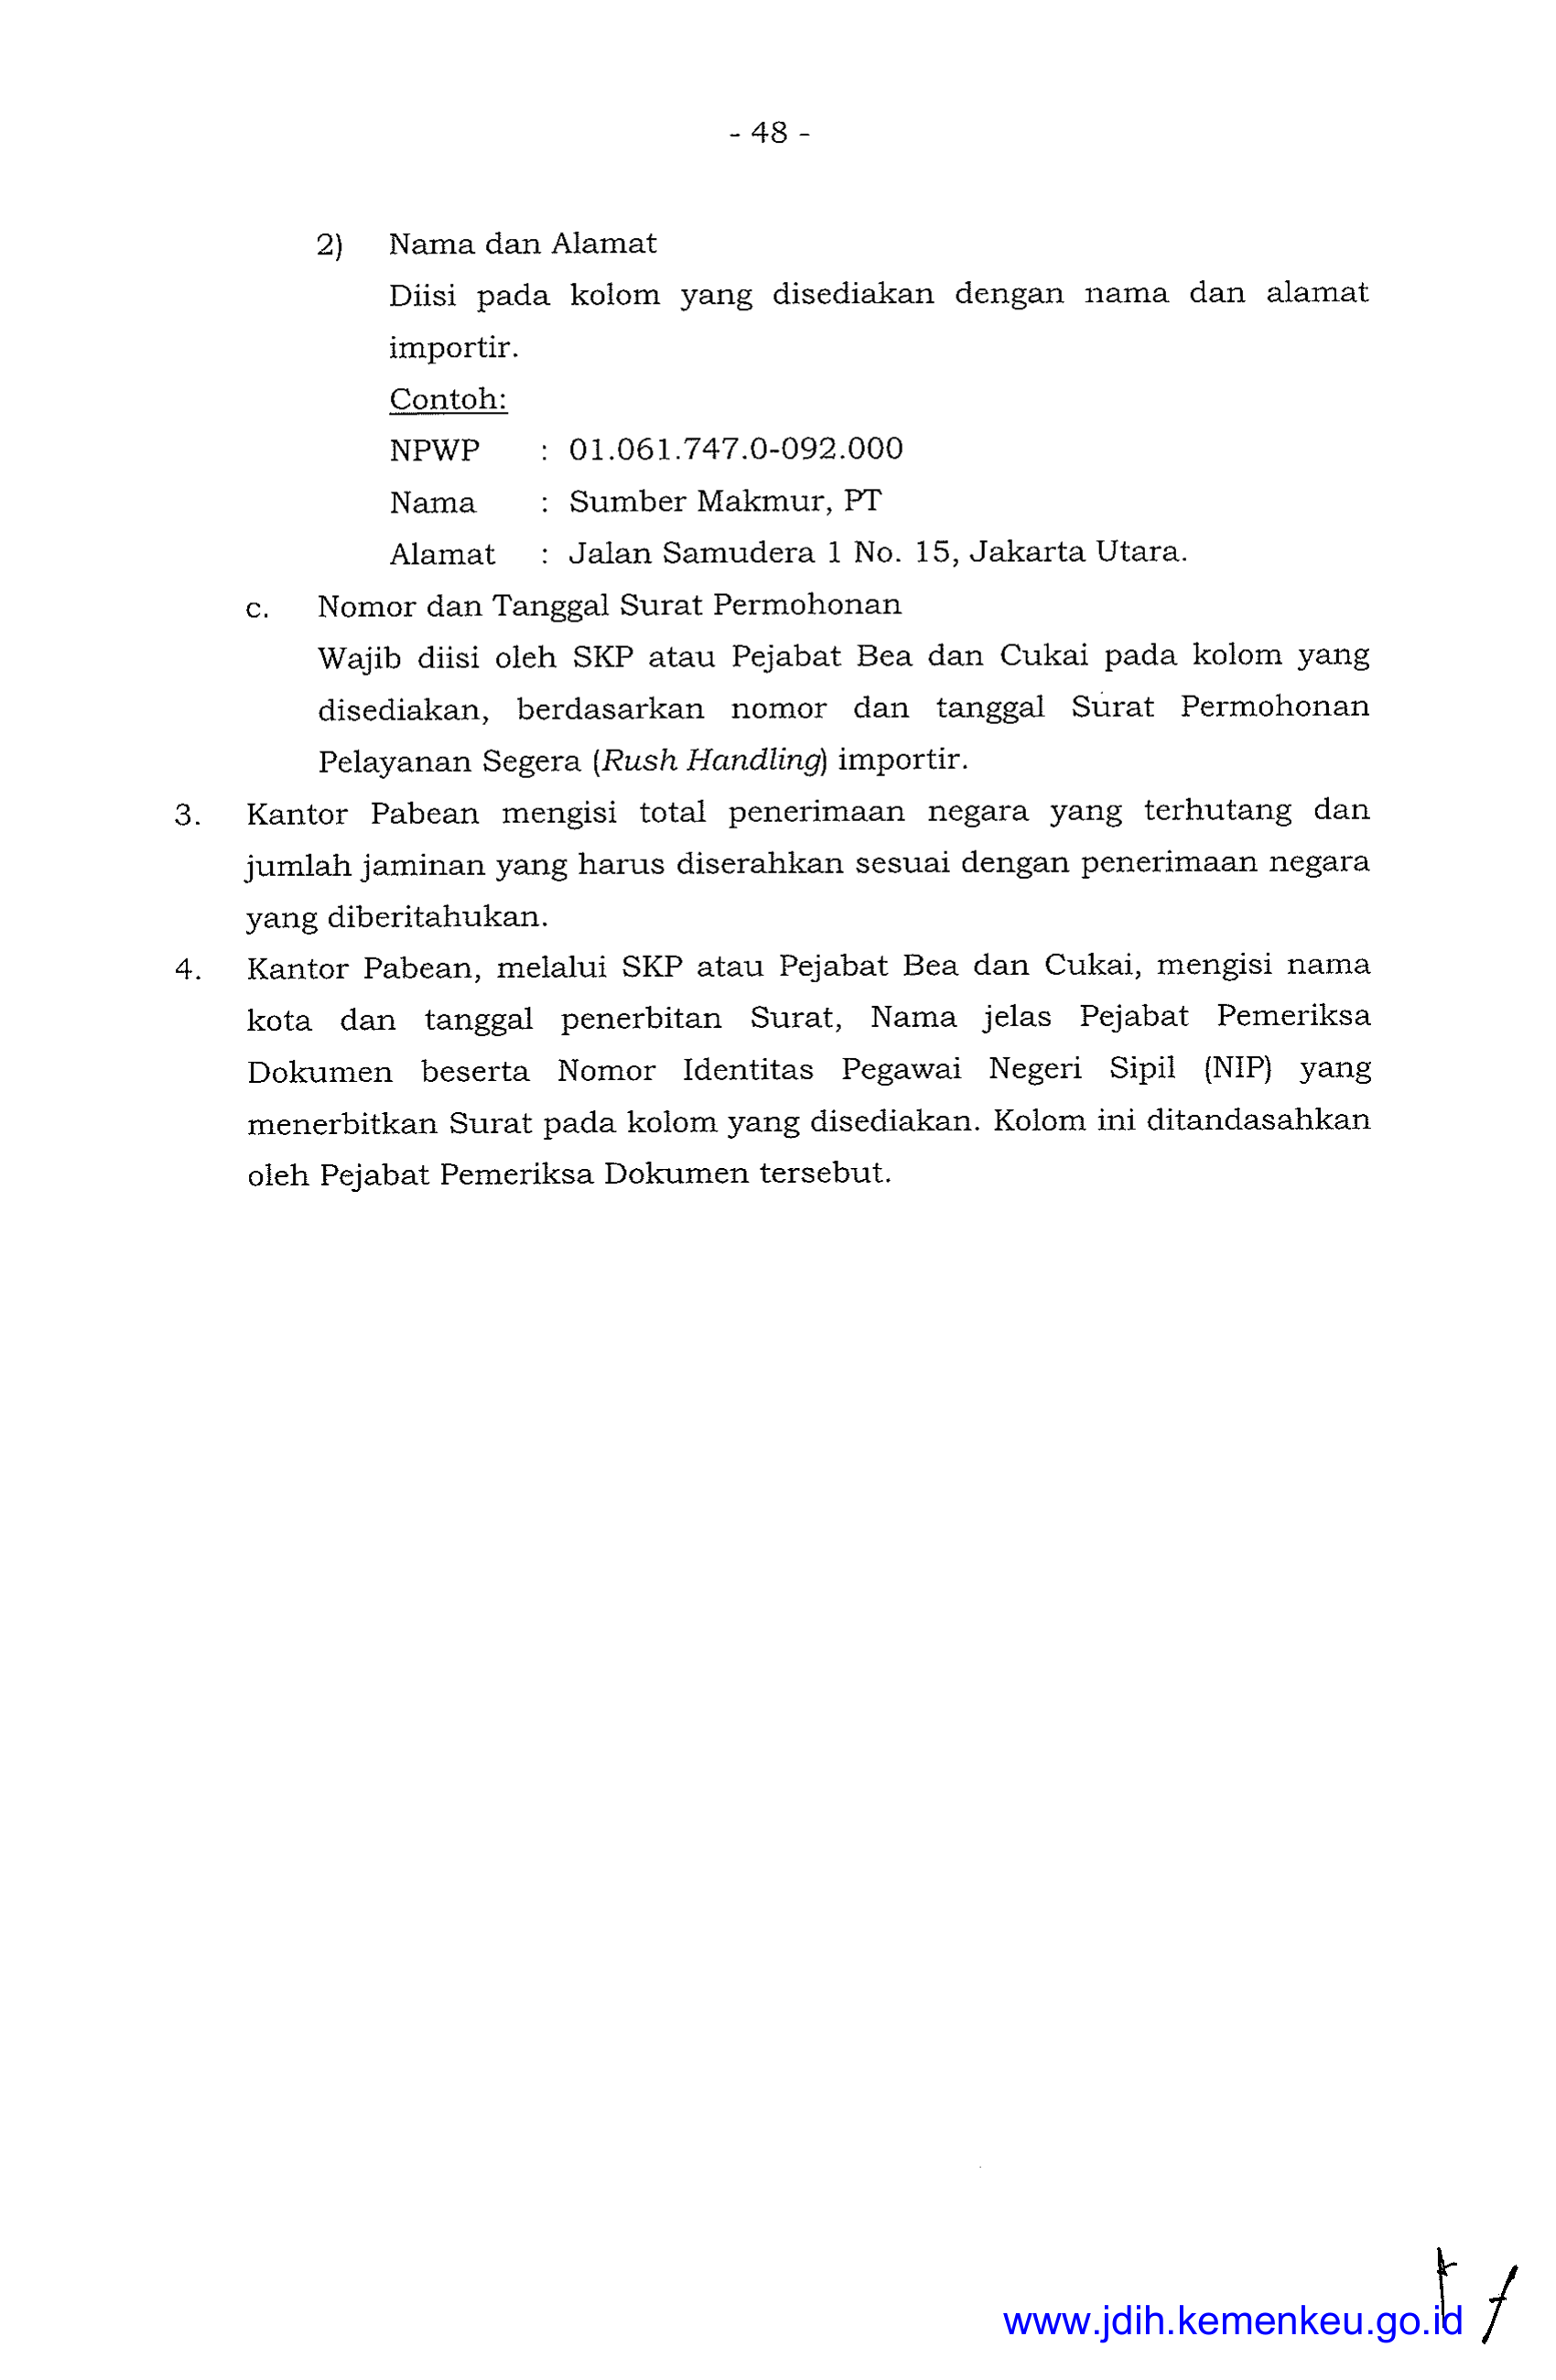 - 48 -
2) Nama dan Alamat
Diisi pada kolom yang disediakan dengan nama dan alamat
importir.
Contoh:
NPWP : 01.061.747.0-092.000
Nama : Sumber Makmur, PT
Alamat : Jalan Samudera 1 No. 15, Jakarta Utara.
c. Nomor dan Tanggal Surat Permohonan
Wajib diisi oleh SKP atau Pejabat Bea dan Cukai pada kolom yang
disediakan, berdasarkan nomor dan tanggal Surat Permohonan
Pelayanan Segera (Rush Handling) importir.
3. Kantor Pabean mengisi total penerimaan negara yang terhutang dan
jumlah jaminan yang harus diserahkan sesuai dengan penerimaan negara
yang diberitahukan.
4. Kantor Pabean, melalui SKP atau Pejabat Bea dan Cukai, mengisi nama
kota dan tanggal penerbitan Surat, Nama jelas Pejabat Pemeriksa
Dokumen beserta Nomor Identitas Pegawai Negeri Sipil (NIP) yang
menerbitkan Surat pada kolom yang disediakan. Kolom ini ditandasahkan
oleh Pejabat Pemeriksa Dokumen tersebut.
www.jdih.kemenkeu.go.id